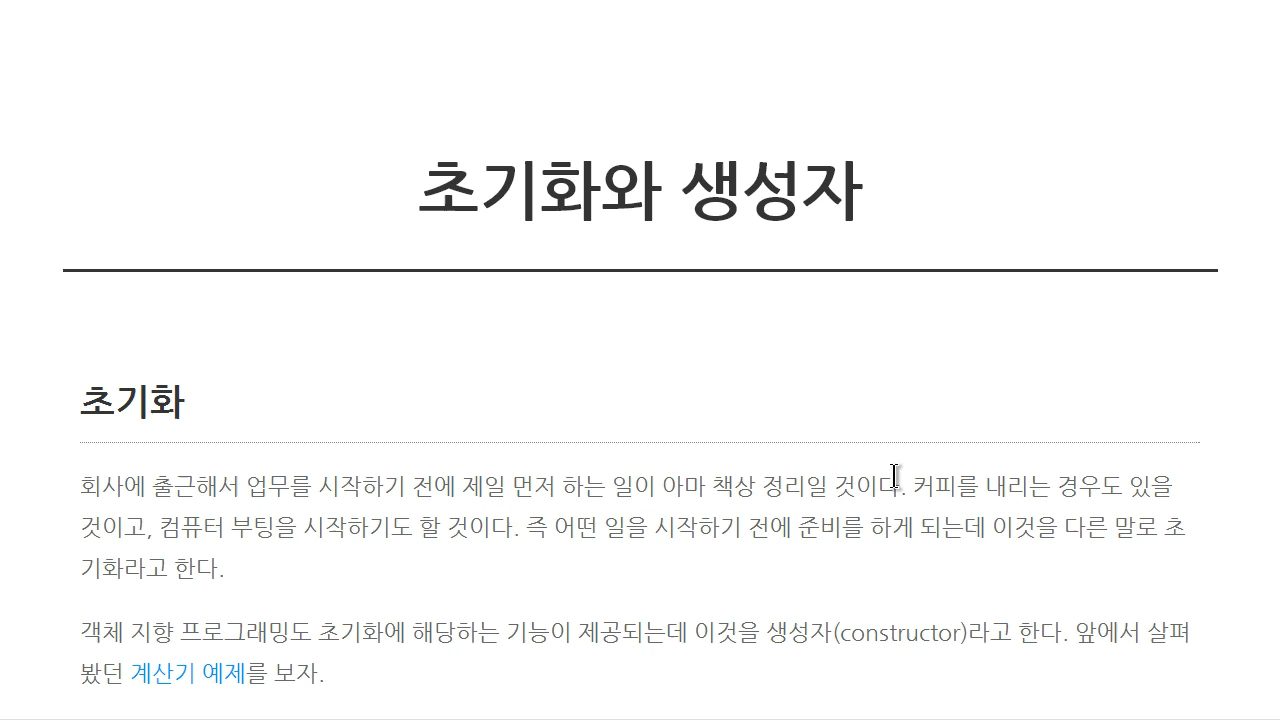 초기화와 생성자
초기화
회사에 출근해서 업무를 시작하기 전에 제일 먼저 하는 일이 아마 책상 정리일 것이다. 커피를 내리는 경우도 있을
것이고, 컴퓨터 부팅을 시작하기도 할 것이다. 즉 어떤 일을 시작하기 전에 준비를 하게 되는데 이것을 다른 말로 초
기화라고 한다.
객체 지향 프로그래밍도 초기화에 해당하는 기능이 제공되는데 이것을 생성자(constructor)라고 한다. 앞에서 살펴
봤던 계산기 예제를 보자.